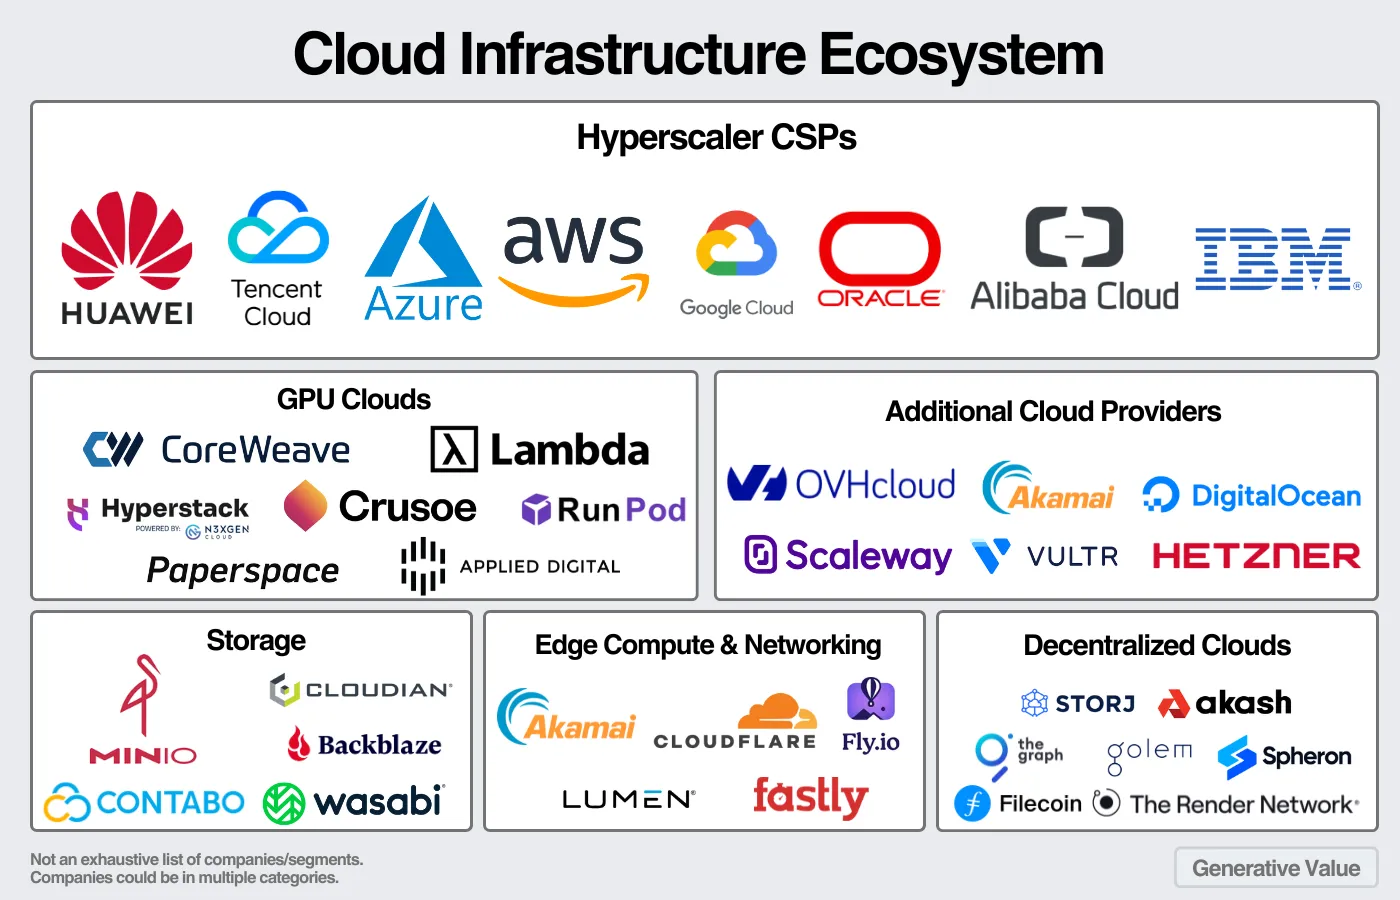 Cloud Infrastructure Ecosystem
Hyperscaler CSPs
HUAWEI
Tencent
Cloud
Azure
aws
Google Cloud
ORACLE®
Alibaba Cloud
IBM®
GPU Clouds
CoreWeave
Lambda
Hyperstack
POWERED BY: N3XGEN
CLOUD
Crusoe
RunPod
Paperspace
APPLIED DIGITAL
Additional Cloud Providers
OVHcloud
Akamai
DigitalOcean
Scaleway
VULTR
HETZNER
Storage
MINIO
CLOUDIAN®
Backblaze
CONTABO
wasabi
Edge Compute & Networking
Akamai
CLOUDFLARE
Fly.io
LUMEN®
fastly
Decentralized Clouds
STORJ
akash
the
graph
golem
Spheron
Filecoin
The Render Network®
Not an exhaustive list of companies/segments.
Companies could be in multiple categories.
Generative Value